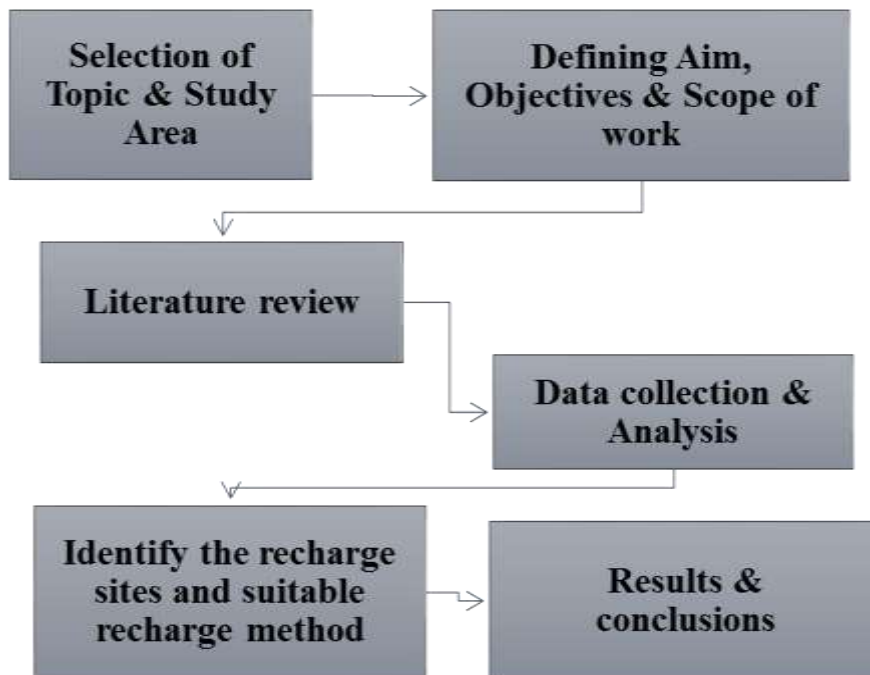 Selection of
Topic & Study
Area
Defining Aim,
Objectives & Scope of
work
Literature review
Data collection &
Analysis
Identify the recharge
sites and suitable
recharge method
Results &
conclusions